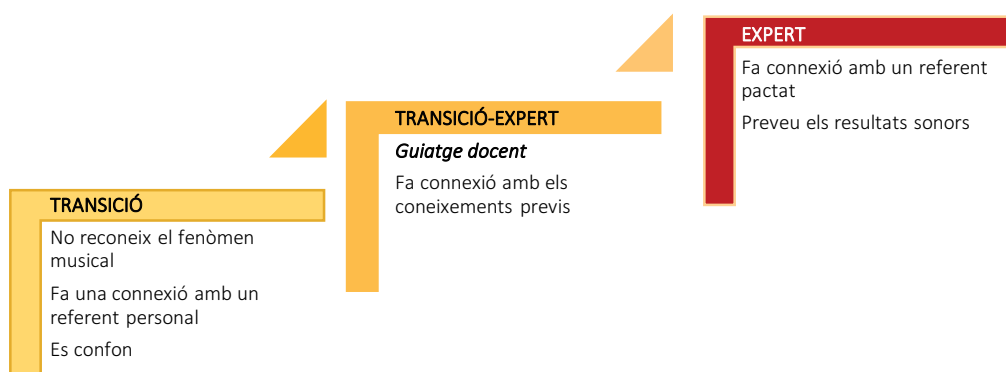 TRANSICIÓ
No reconeix el fenòmen
musical
Fa una connexió amb un
referent personal
Es confon
TRANSICIÓ-EXPERT
Guiatge docent
Fa connexió amb els
coneixements previs
EXPERT
Fa connexió amb un referent
pactat
Preveu els resultats sonors